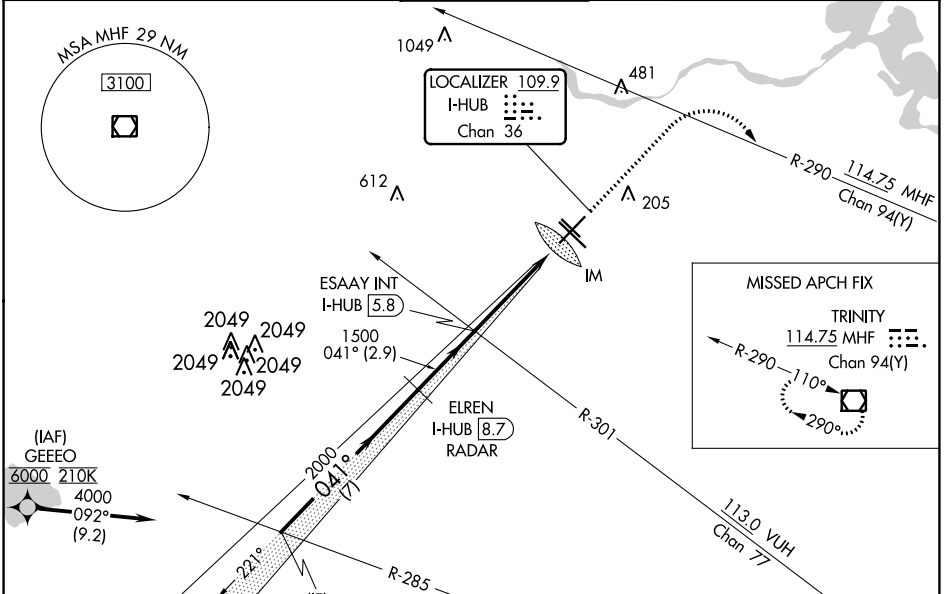 MSA MHF 29 NM
3100
1049
481
LOCALIZER 109.9
I-HUB
Chan 36
R-290
114.75 MHF
Chan 94(Y)
612
205
IM
ESAAY INT
I-HUB 5.8
1500
041° (2.9)
2049
2049
2049
2049
2049
ELREN
I-HUB 8.7
RADAR
R-301
113.0 VUH
Chan 77
MISSED APCH FIX
TRINITY
114.75 MHF
Chan 94(Y)
R-290
110°
290°
(IAF)
GEEEO
6000 210K
4000
092°
(9.2)
2000
041°
(7)
221°
R-285